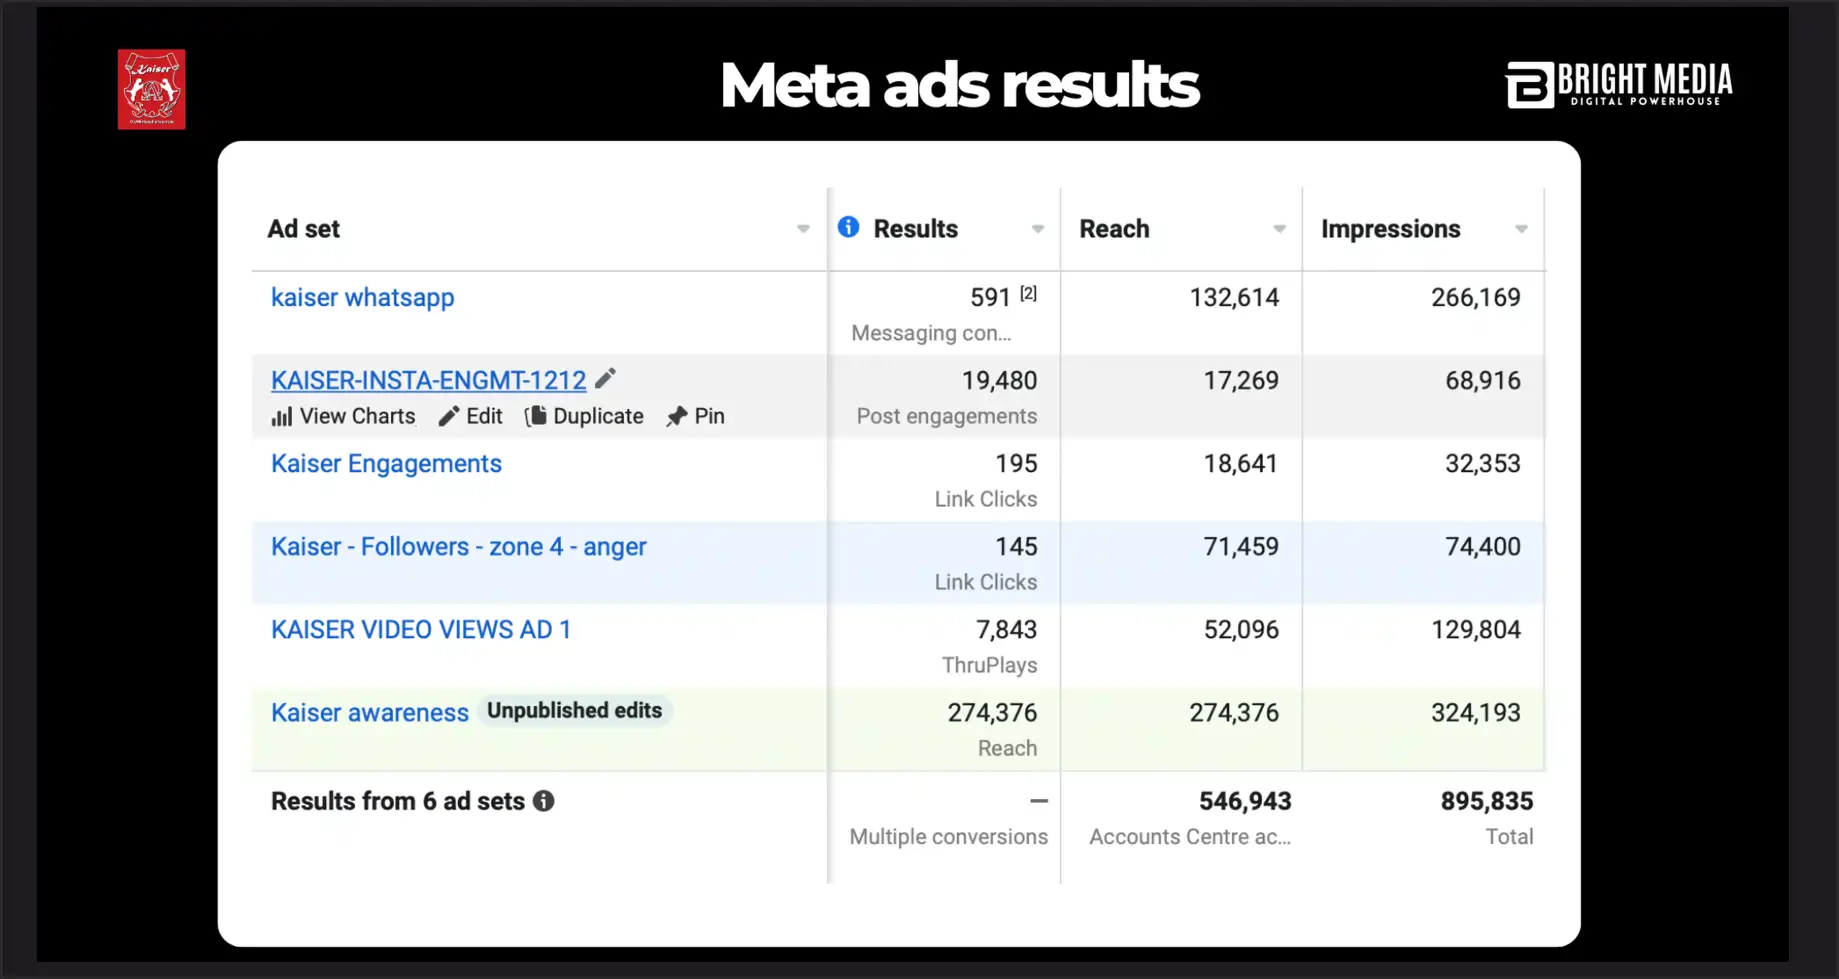 Kaiser
Meta ads results
BRIGHT MEDIA
DIGITAL POWERHOUSE
Ad set Results Reach Impressions
kaiser whatsapp 591 [2] 132,614 266,169
Messaging con...
KAISER-INSTA-ENGMT-1212 19,480 17,269 68,916
View Charts Edit Duplicate Pin Post engagements
Kaiser Engagements 195 18,641 32,353
Link Clicks
Kaiser - Followers - zone 4 - anger 145 71,459 74,400
Link Clicks
KAISER VIDEO VIEWS AD 1 7,843 52,096 129,804
ThruPlays
Kaiser awareness Unpublished edits 274,376 274,376 324,193
Reach
Results from 6 ad sets — 546,943 895,835
Multiple conversions Accounts Centre ac... Total